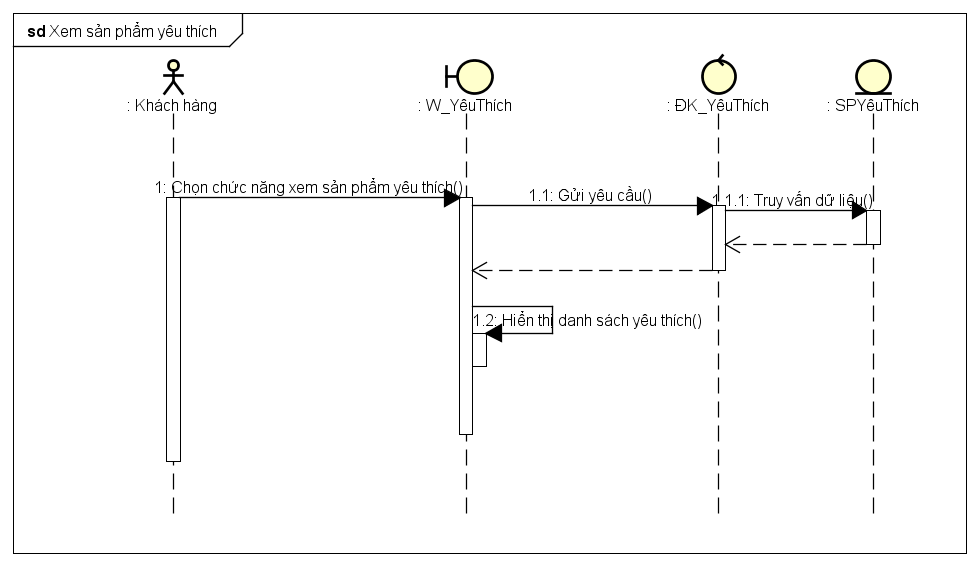 sd Xem sản phẩm yêu thích
: Khách hàng
: W_YêuThích
: ĐK_YêuThích
: SPYêuThích
1: Chọn chức năng xem sản phẩm yêu thích()
1.1: Gửi yêu cầu()
1.1.1: Truy vấn dữ liệu()
1.2: Hiển thị danh sách yêu thích()